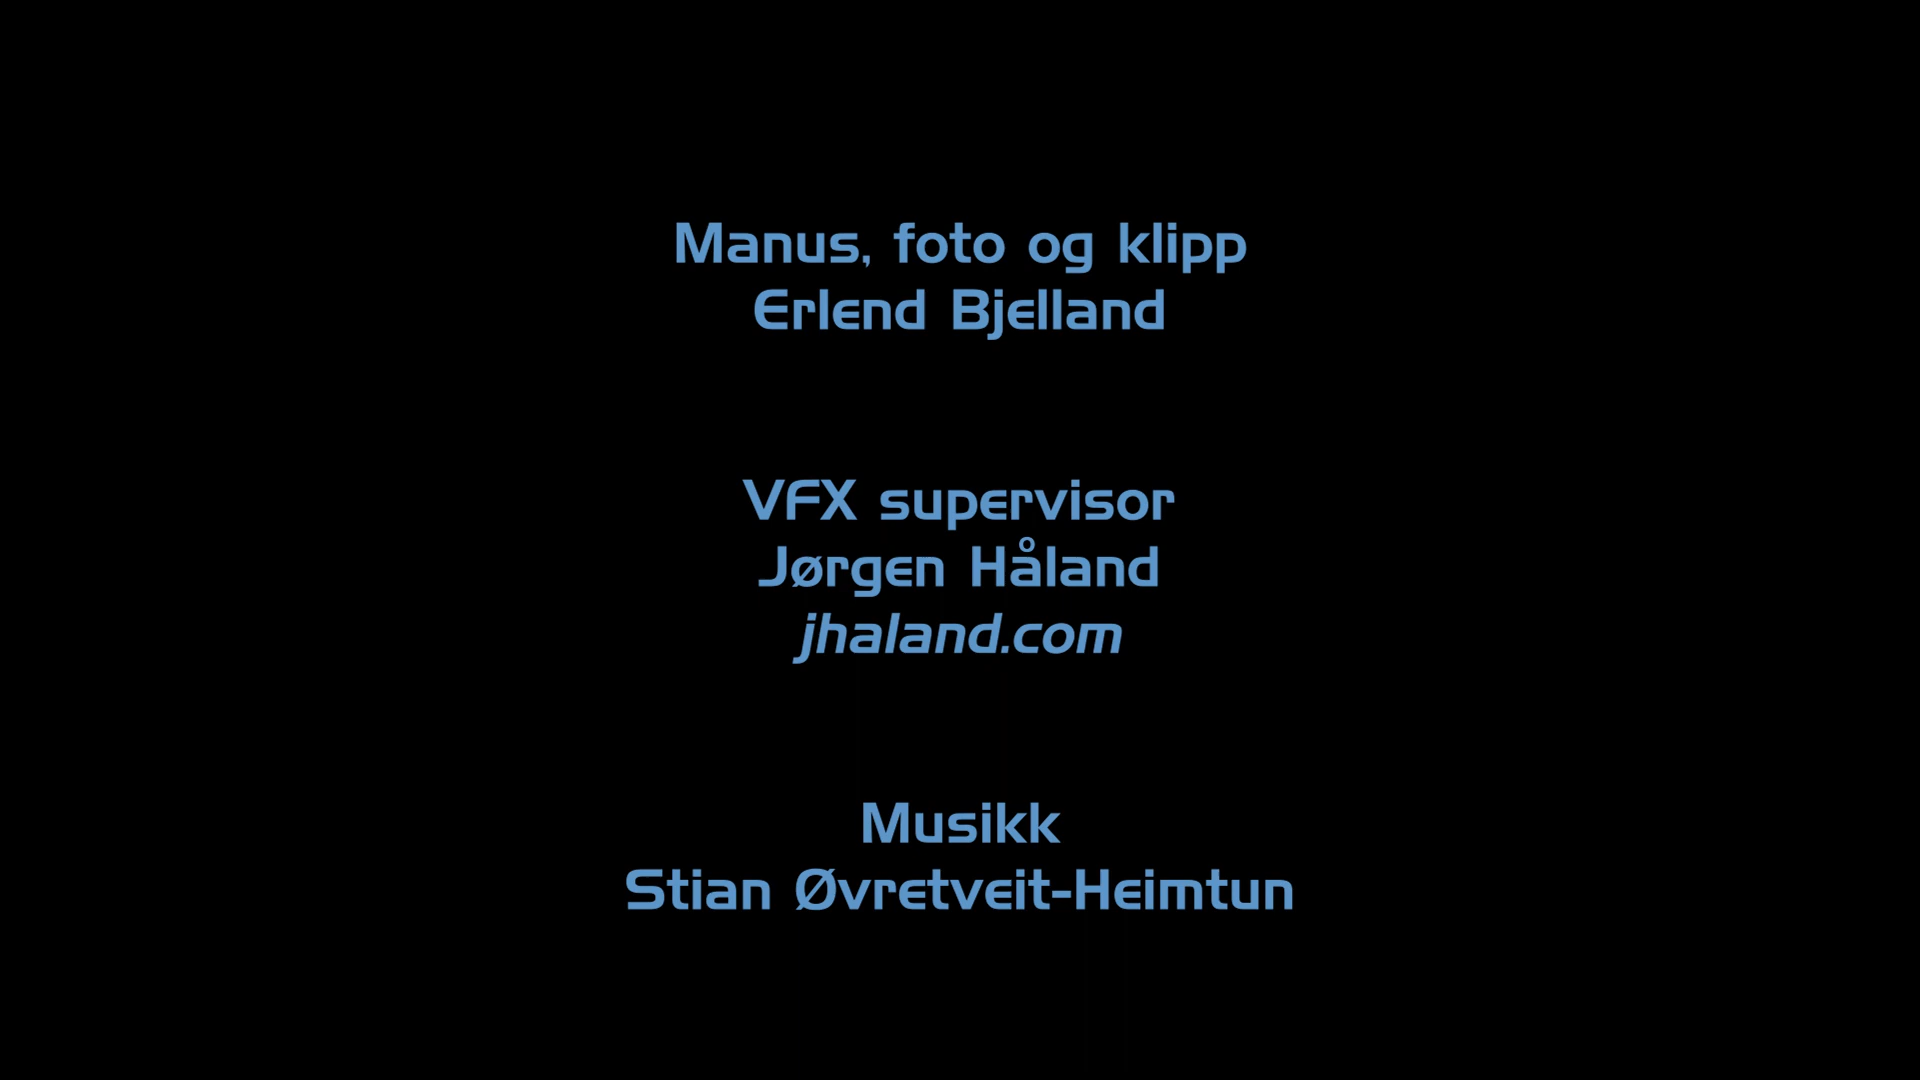 Manus, foto og klipp
Erlend Bjelland
VFX supervisor
Jørgen Håland
jhaland.com
Musikk
Stian Øvretveit-Heimtun